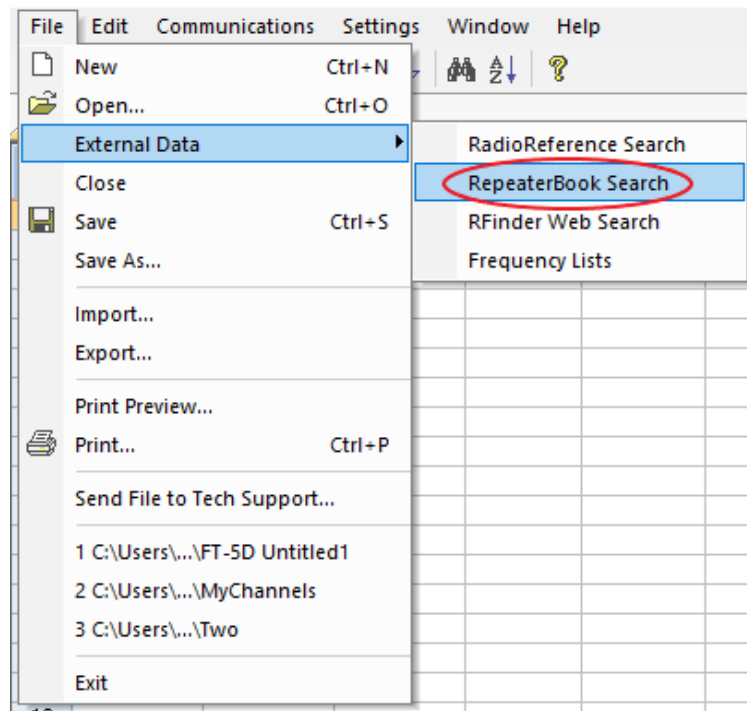 File Edit Communications Settings Window Help
New Ctrl+N
Open... Ctrl+O
External Data
RadioReference Search
RepeaterBook Search
RFinder Web Search
Frequency Lists
Close
Save Ctrl+S
Save As...
Import...
Export...
Print Preview...
Print... Ctrl+P
Send File to Tech Support...
1 C:\Users\...\FT-5D Untitled1
2 C:\Users\...\MyChannels
3 C:\Users\...\Two
Exit